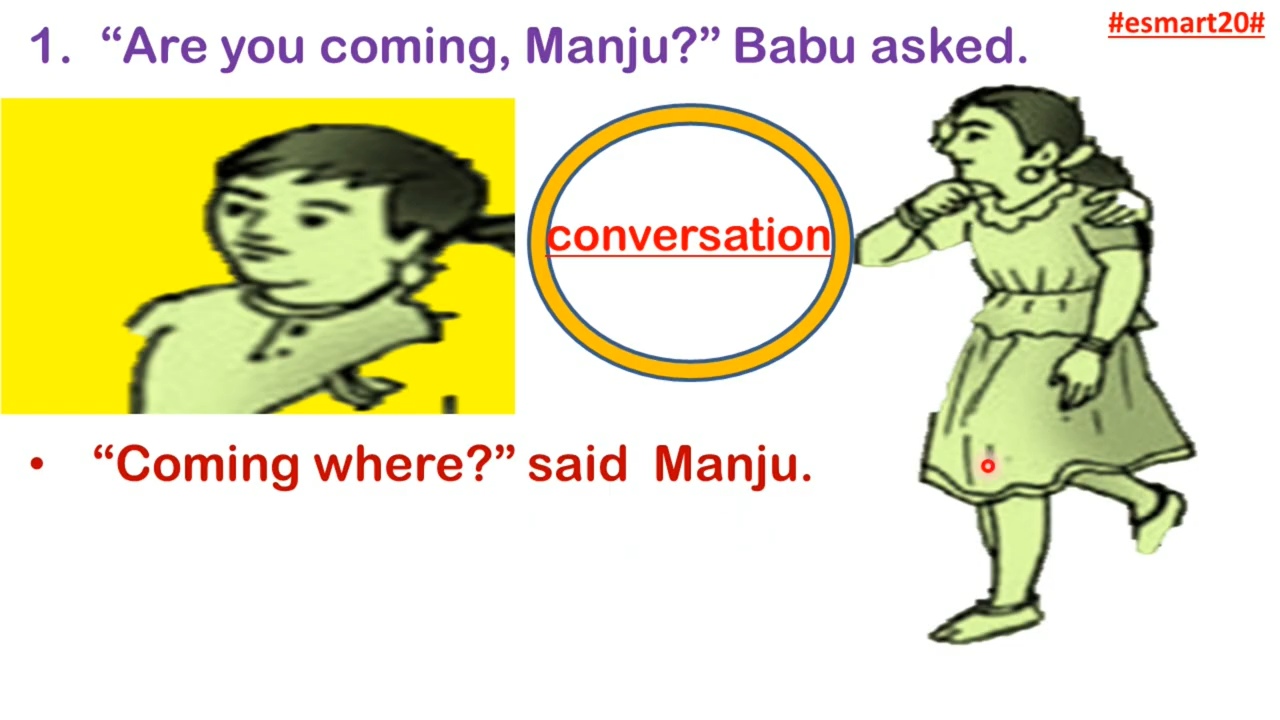 #esmart20#
1. “Are you coming, Manju?” Babu asked.
conversation
• “Coming where?” said Manju.